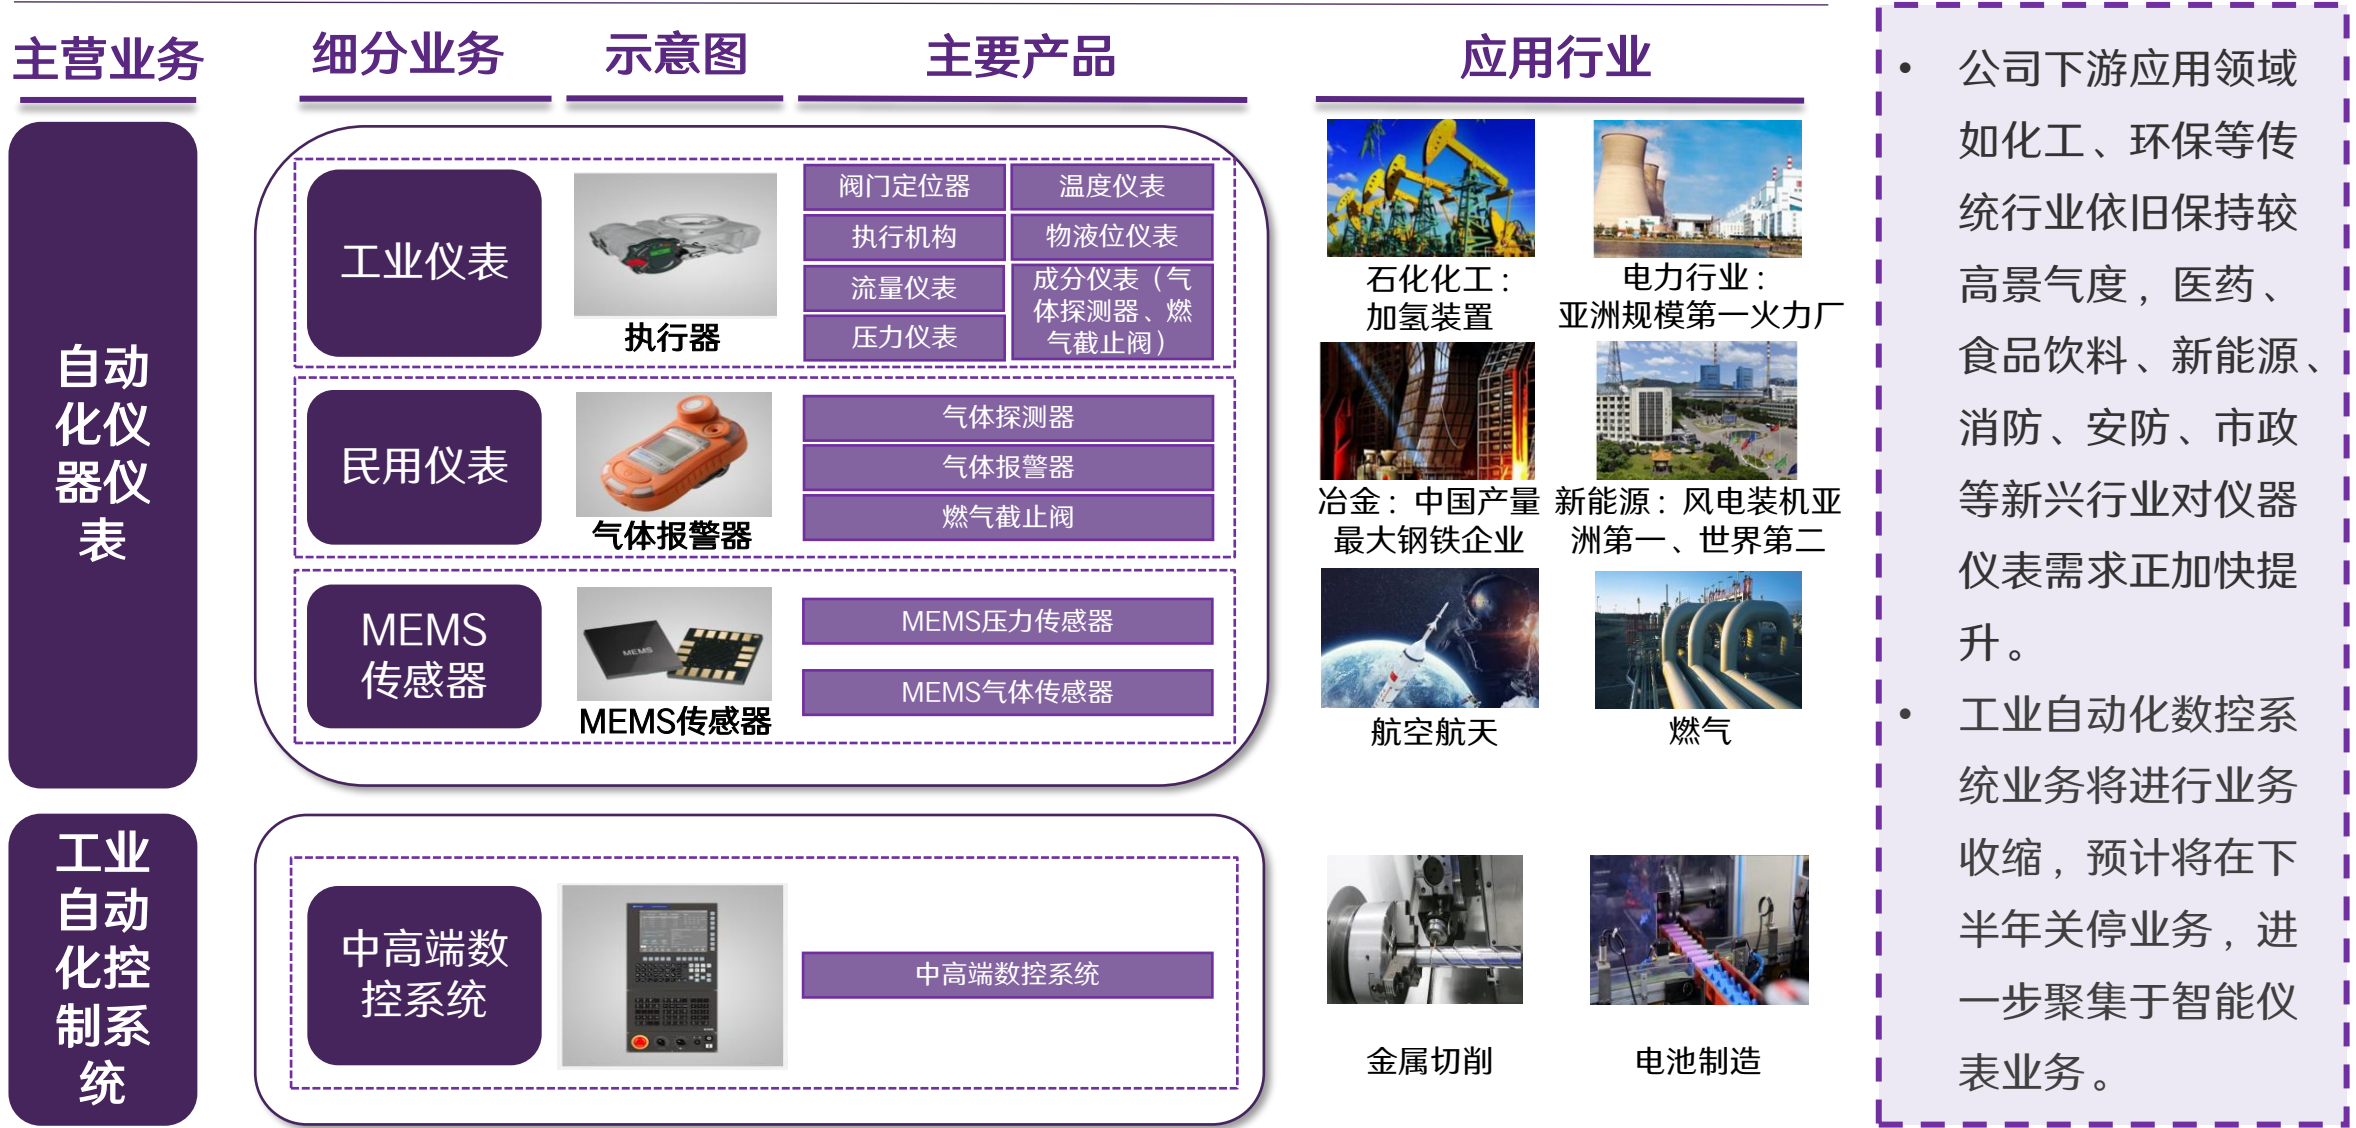 主营业务
细分业务
示意图
主要产品
应用行业
自动
化仪
器仪
表
工业仪表
执行器
阀门定位器
温度仪表
执行机构
物液位仪表
流量仪表
成分仪表（气
体探测器、燃
气截止阀）
压力仪表
民用仪表
气体报警器
气体探测器
气体报警器
燃气截止阀
MEMS
传感器
MEMS
MEMS传感器
MEMS压力传感器
MEMS气体传感器
石化化工：
加氢装置
电力行业：
亚洲规模第一火力厂
冶金：中国产量
最大钢铁企业
新能源：风电装机亚
洲第一、世界第二
航空航天
燃气
工业
自动
化控
制系
统
中高端数
控系统
中高端数控系统
金属切削
电池制造
• 公司下游应用领域
如化工、环保等传
统行业依旧保持较
高景气度，医药、
食品饮料、新能源、
消防、安防、市政
等新兴行业对仪器
仪表需求正加快提
升。
• 工业自动化数控系
统业务将进行业务
收缩，预计将在下
半年关停业务，进
一步聚集于智能仪
表业务。